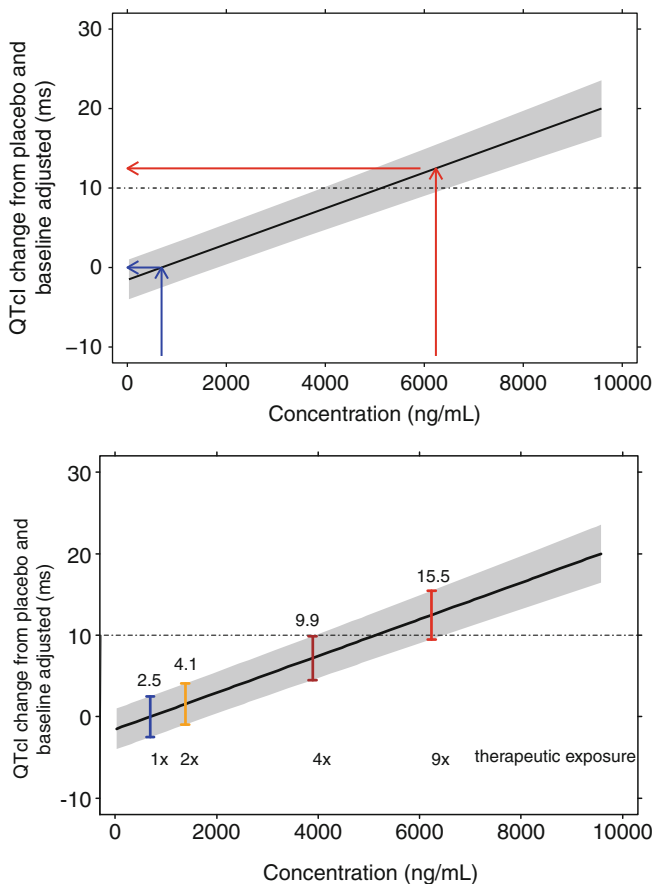 QTcI change from placebo and
baseline adjusted (ms)
30
20
10
0
−10
0 2000 4000 6000 8000 10000
Concentration (ng/mL)
QTcI change from placebo and
baseline adjusted (ms)
30
20
10
0
-10
2.5
4.1
9.9
15.5
1x 2x 4x 9x therapeutic exposure
0 2000 4000 6000 8000 10000
Concentration (ng/mL)